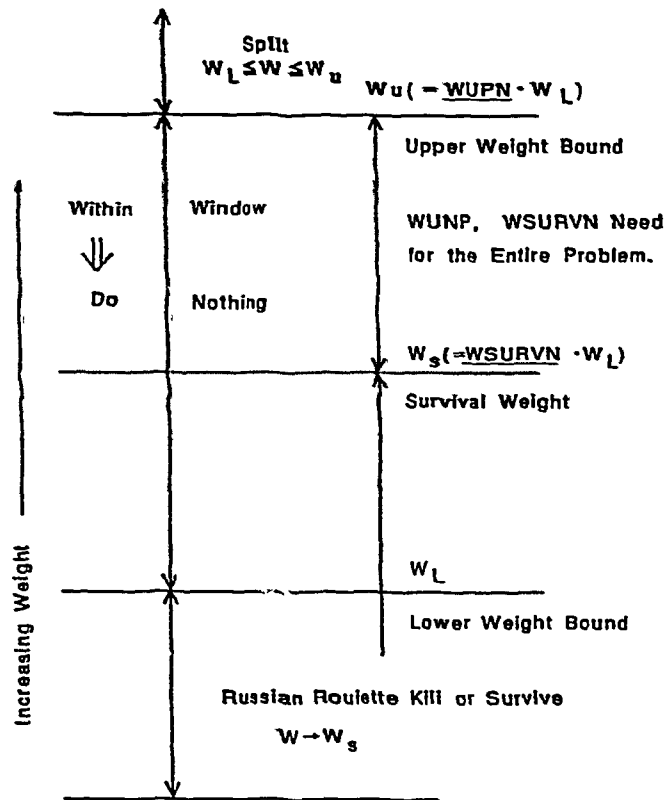 Split
W_L ≤ W ≤ W_u
Wu(=WUPN · W_L)
Upper Weight Bound
Within Window
WUNP, WSURVN Need
for the Entire Problem.
⇓
Do Nothing
W_s(=WSURVN · W_L)
Survival Weight
Increasing Weight
W_L
Lower Weight Bound
Russian Roulette Kill or Survive
W → W_s